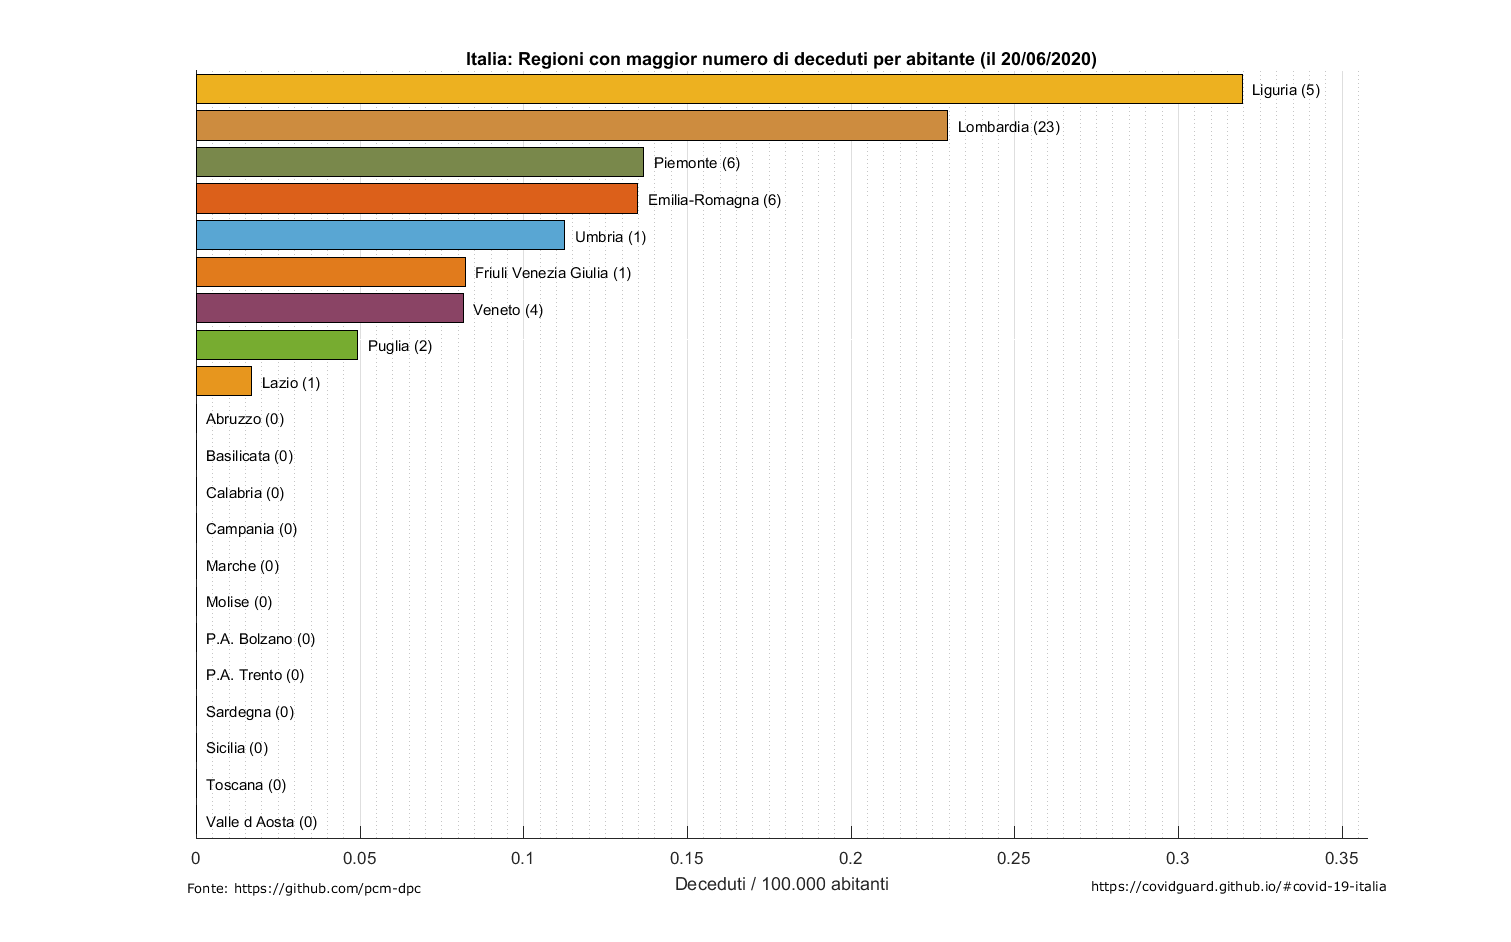 Italia: Regioni con maggior numero di deceduti per abitante (il 20/06/2020)
Liguria (5)
Lombardia (23)
Piemonte (6)
Emilia-Romagna (6)
Umbria (1)
Friuli Venezia Giulia (1)
Veneto (4)
Puglia (2)
Lazio (1)
Abruzzo (0)
Basilicata (0)
Calabria (0)
Campania (0)
Marche (0)
Molise (0)
P.A. Bolzano (0)
P.A. Trento (0)
Sardegna (0)
Sicilia (0)
Toscana (0)
Valle d Aosta (0)
0 0.05 0.1 0.15 0.2 0.25 0.3 0.35
Deceduti / 100.000 abitanti
Fonte: https://github.com/pcm-dpc
https://covidguard.github.io/#covid-19-italia